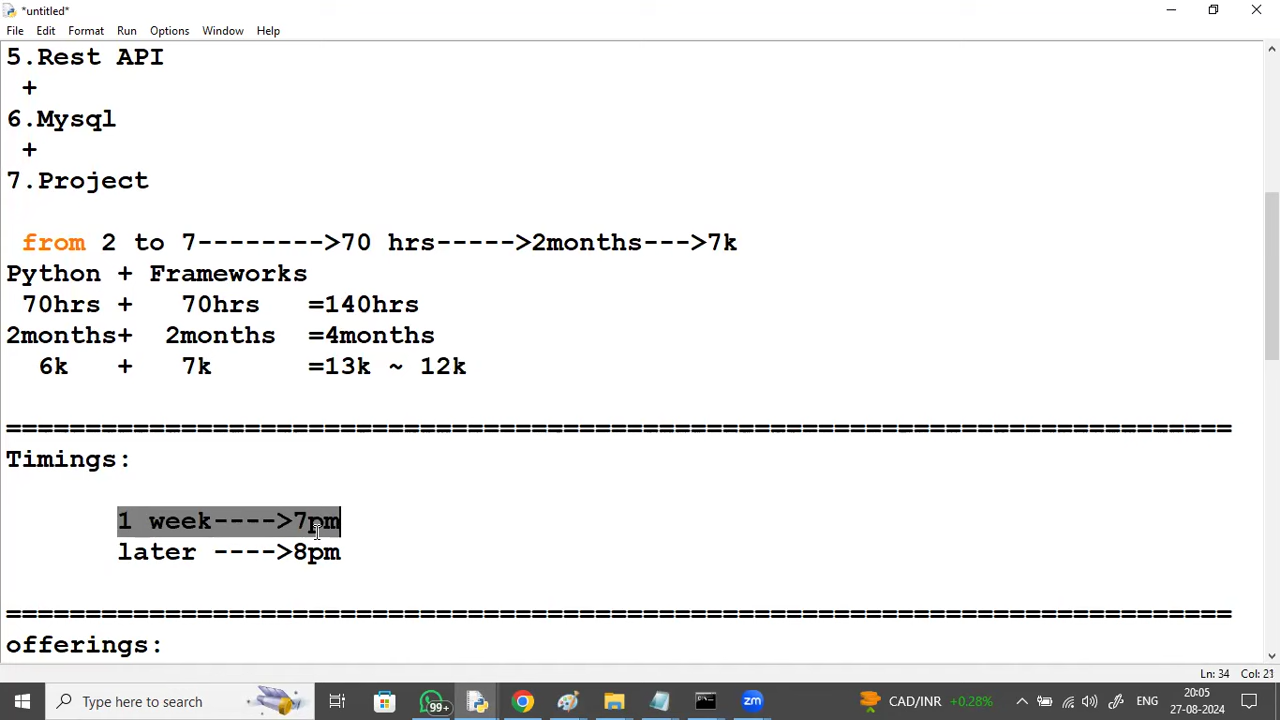 *untitled*
File Edit Format Run Options Window Help
5.Rest API
+
6.Mysql
+
7.Project
from 2 to 7-------->70 hrs----->2months--->7k
Python + Frameworks
70hrs + 70hrs =140hrs
2months+ 2months =4months
6k + 7k =13k ~ 12k
===============================================================================
Timings:
1 week---->7pm
later ---->8pm
===============================================================================
offerings:
Ln: 34 Col: 21
Type here to search
99+
zm
CAD/INR +0.28%
ENG
20:05
27-08-2024